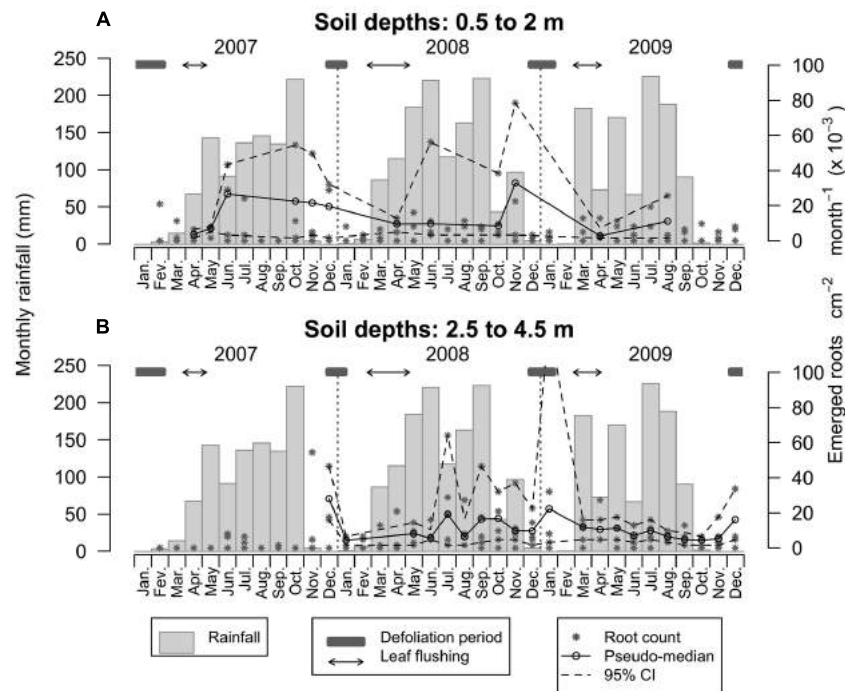 A
Soil depths: 0.5 to 2 m
2007 2008 2009
250 200 150 100 50 0
100 80 60 40 20 0
Jan. Fev. Mar. Apr. May Jun. Jul. Aug. Sep. Oct. Nov. Dec. Jan. Fev. Mar. Apr. May Jun. Jul. Aug. Sep. Oct. Nov. Dec. Jan. Fev. Mar. Apr. May Jun. Jul. Aug. Sep. Oct. Nov. Dec.
Monthly rainfall (mm)
Emerged roots cm-2 month-1 (x 10-3)
B
Soil depths: 2.5 to 4.5 m
2007 2008 2009
250 200 150 100 50 0
100 80 60 40 20 0
Jan. Fev. Mar. Apr. May Jun. Jul. Aug. Sep. Oct. Nov. Dec. Jan. Fev. Mar. Apr. May Jun. Jul. Aug. Sep. Oct. Nov. Dec. Jan. Fev. Mar. Apr. May Jun. Jul. Aug. Sep. Oct. Nov. Dec.
Rainfall
Defoliation period
Leaf flushing
Root count
Pseudo-median
95% CI